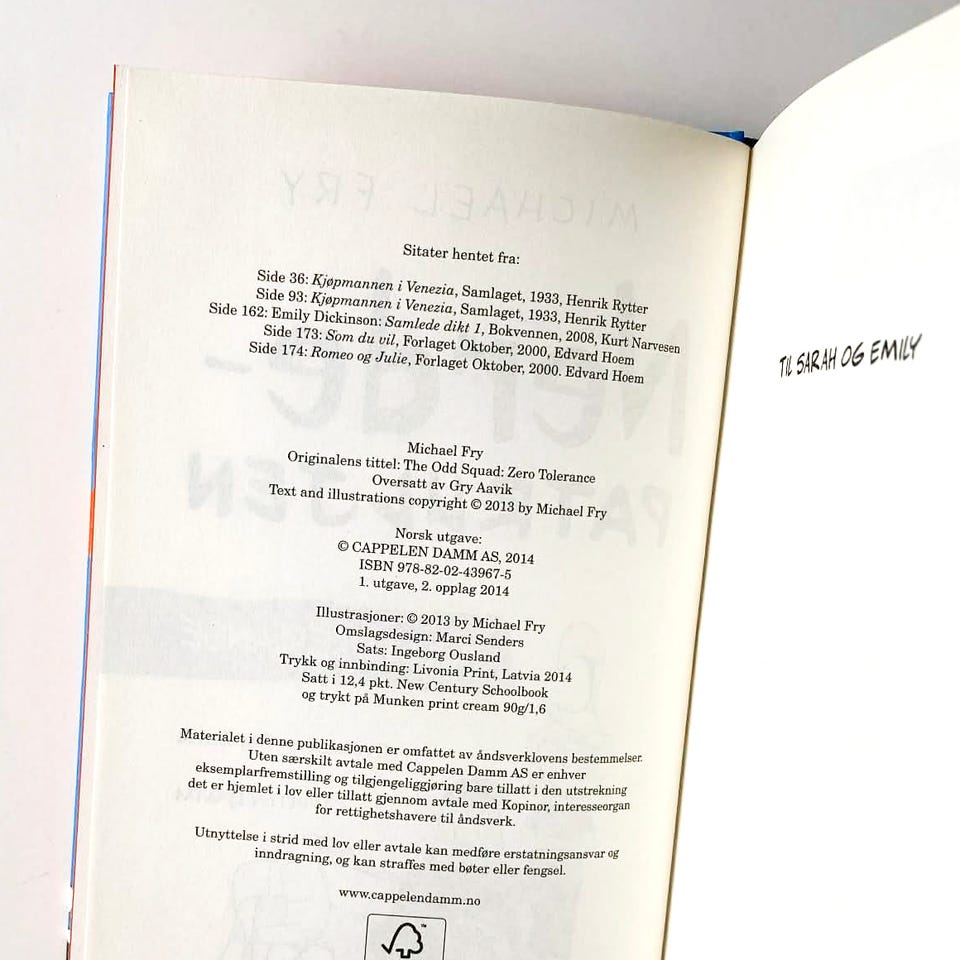 Sitater hentet fra:
Side 36: Kjøpmannen i Venezia, Samlaget, 1933, Henrik Rytter
Side 93: Kjøpmannen i Venezia, Samlaget, 1933, Henrik Rytter
Side 162: Emily Dickinson: Samlede dikt 1, Bokvennen, 2008, Kurt Narvesen
Side 173: Som du vil, Forlaget Oktober, 2000, Edvard Hoem
Side 174: Romeo og Julie, Forlaget Oktober, 2000. Edvard Hoem
Michael Fry
Originalens tittel: The Odd Squad: Zero Tolerance
Oversatt av Gry Aavik
Text and illustrations copyright © 2013 by Michael Fry
Norsk utgave:
© CAPPELEN DAMM AS, 2014
ISBN 978-82-02-43967-5
1. utgave, 2. opplag 2014
Illustrasjoner: © 2013 by Michael Fry
Omslagsdesign: Marci Senders
Sats: Ingeborg Ousland
Trykk og innbinding: Livonia Print, Latvia 2014
Satt i 12,4 pkt. New Century Schoolbook
og trykt på Munken print cream 90g/1,6
Materialet i denne publikasjonen er omfattet av åndsverklovens bestemmelser.
Uten særskilt avtale med Cappelen Damm AS er enhver
eksemplarfremstilling og tilgjengeliggjøring bare tillatt i den utstrekning
det er hjemlet i lov eller tillatt gjennom avtale med Kopinor, interesseorgan
for rettighetshavere til åndsverk.
Utnyttelse i strid med lov eller avtale kan medføre erstatningsansvar og
inndragning, og kan straffes med bøter eller fengsel.
www.cappelendamm.no
TIL SARAH OG EMILY